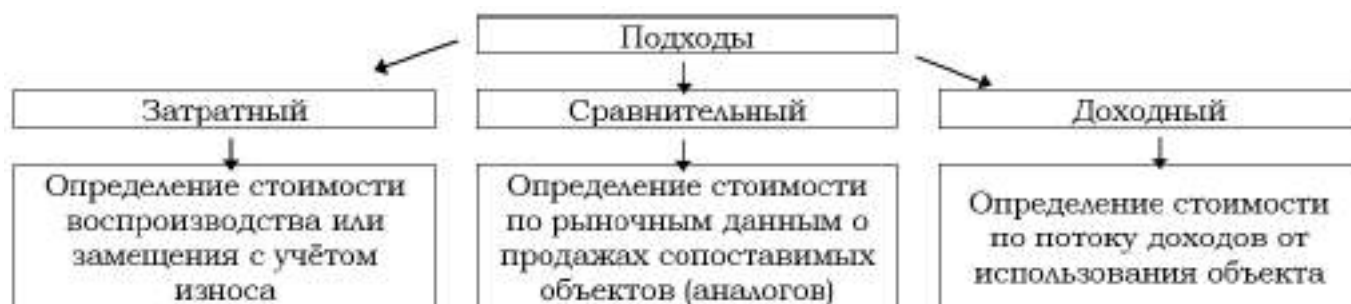 Подходы
Затратный
Сравнительный
Доходный
Определение стоимости
воспроизводства или
замещения с учётом
износа
Определение стоимости
по рыночным данным о
продажах сопоставимых
объектов (аналогов)
Определение стоимости
по потоку доходов от
использования объекта